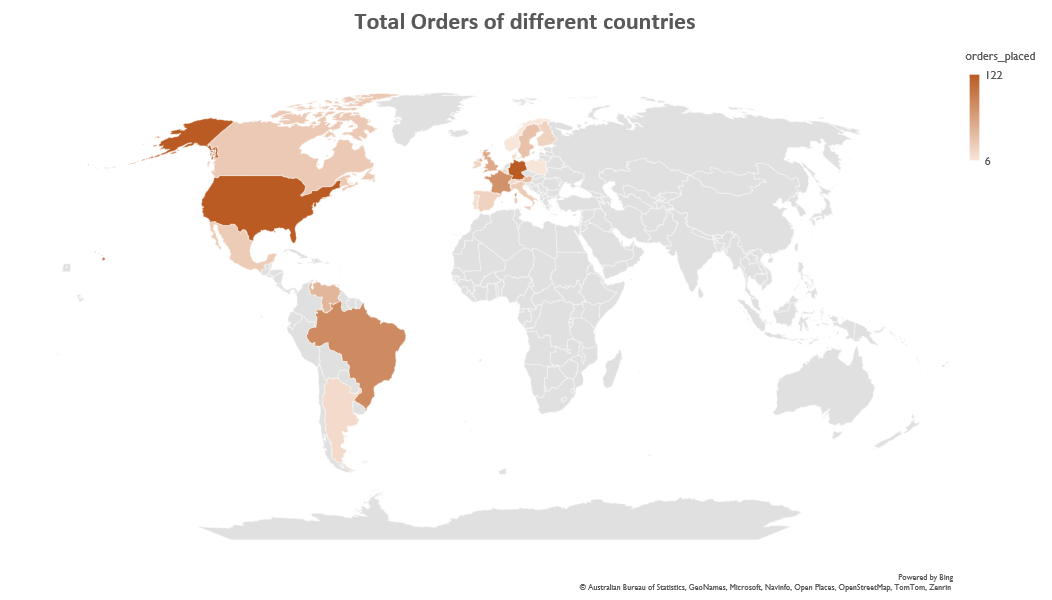 Total Orders of different countries
orders_placed
122
6
Powered by Bing
© Australian Bureau of Statistics, GeoNames, Microsoft, Navinfo, Open Places, OpenStreetMap, TomTom, Zenrin